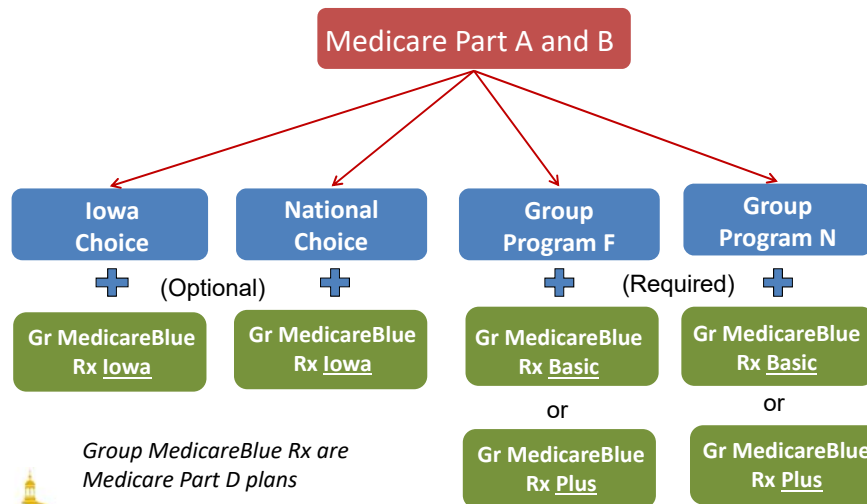 Medicare Part A and B
Iowa
Choice
National
Choice
Group
Program F
Group
Program N
(Optional)
(Required)
Gr MedicareBlue
Rx Iowa
Gr MedicareBlue
Rx Iowa
Gr MedicareBlue
Rx Basic
Gr MedicareBlue
Rx Basic
or
or
Gr MedicareBlue
Rx Plus
Gr MedicareBlue
Rx Plus
Group MedicareBlue Rx are
Medicare Part D plans